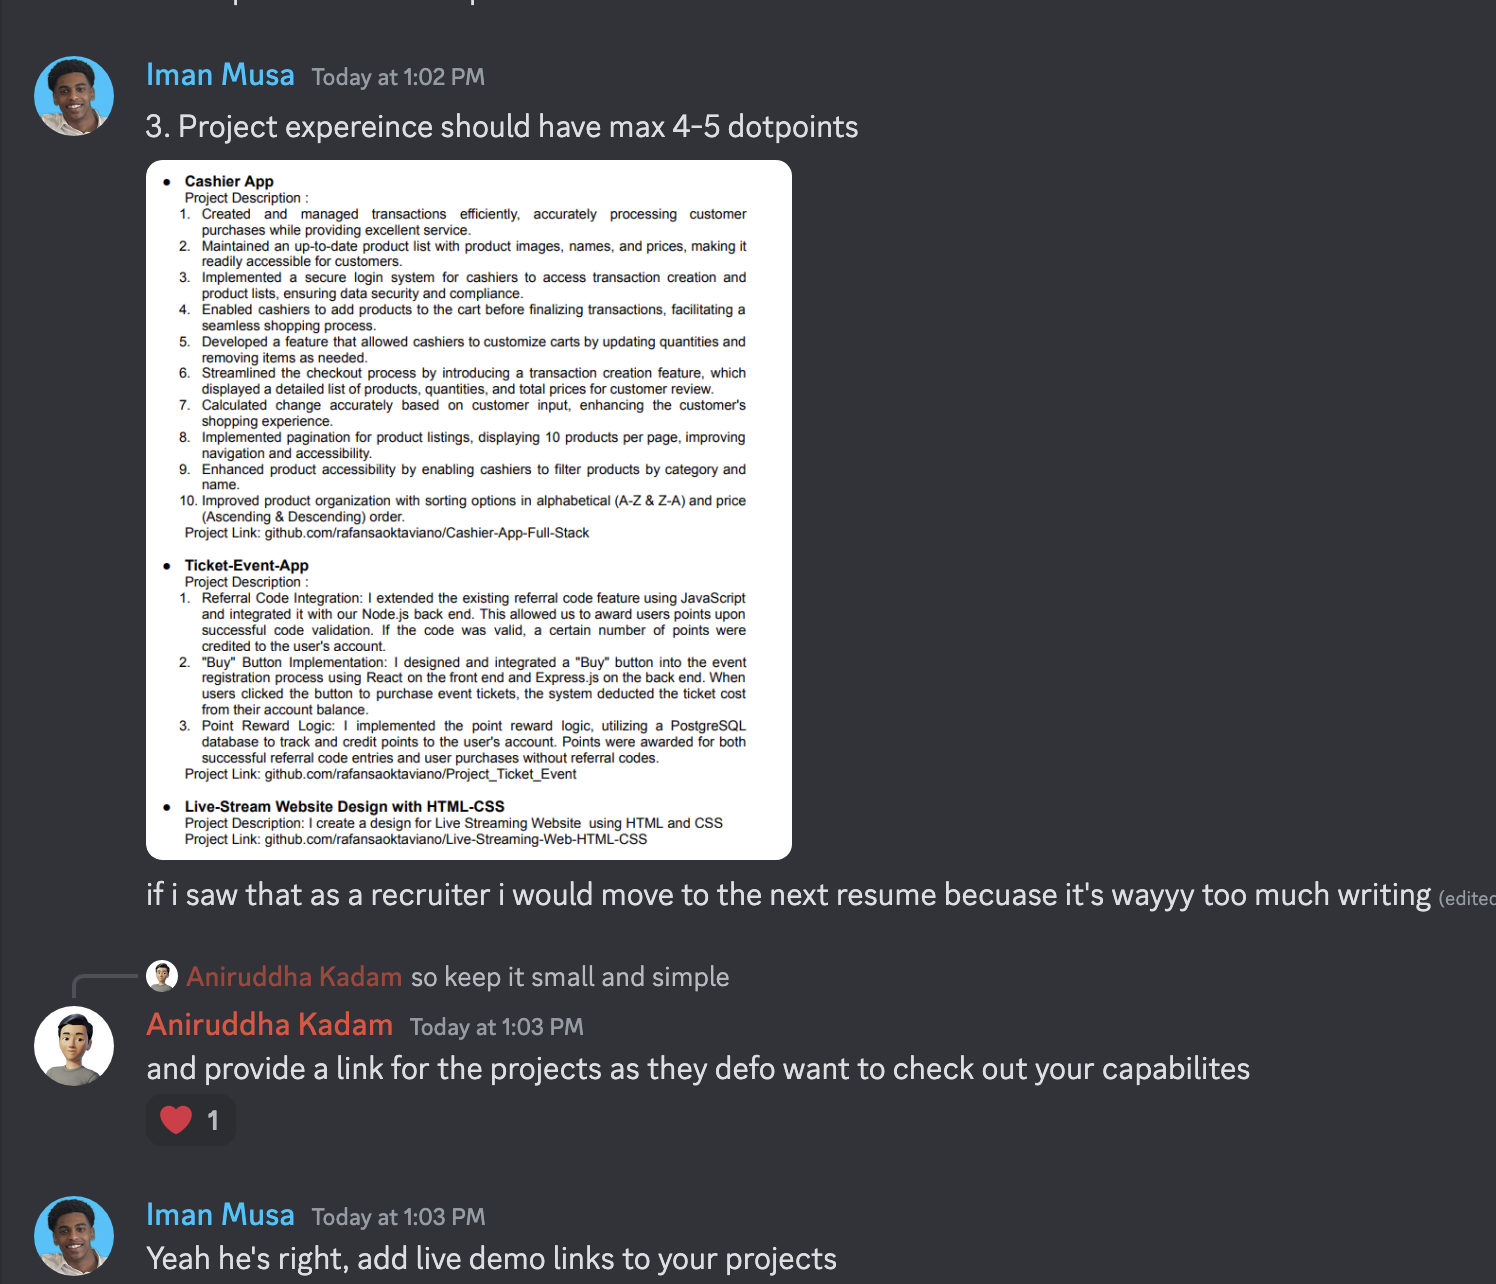 Iman Musa Today at 1:02 PM
3. Project expereince should have max 4-5 dotpoints
● Cashier App
Project Description :
1. Created and managed transactions efficiently, accurately processing customer
purchases while providing excellent service.
2. Maintained an up-to-date product list with product images, names, and prices, making it
readily accessible for customers.
3. Implemented a secure login system for cashiers to access transaction creation and
product lists, ensuring data security and compliance.
4. Enabled cashiers to add products to the cart before finalizing transactions, facilitating a
seamless shopping process.
5. Developed a feature that allowed cashiers to customize carts by updating quantities and
removing items as needed.
6. Streamlined the checkout process by introducing a transaction creation feature, which
displayed a detailed list of products, quantities, and total prices for customer review.
7. Calculated change accurately based on customer input, enhancing the customer's
shopping experience.
8. Implemented pagination for product listings, displaying 10 products per page, improving
navigation and accessibility.
9. Enhanced product accessibility by enabling cashiers to filter products by category and
name.
10. Improved product organization with sorting options in alphabetical (A-Z & Z-A) and price
(Ascending & Descending) order.
Project Link: github.com/rafansaoktaviano/Cashier-App-Full-Stack
● Ticket-Event-App
Project Description :
1. Referral Code Integration: I extended the existing referral code feature using JavaScript
and integrated it with our Node.js back end. This allowed us to award users points upon
successful code validation. If the code was valid, a certain number of points were
credited to the user's account.
2. "Buy" Button Implementation: I designed and integrated a "Buy" button into the event
registration process using React on the front end and Express.js on the back end. When
users clicked the button to purchase event tickets, the system deducted the ticket cost
from their account balance.
3. Point Reward Logic: I implemented the point reward logic, utilizing a PostgreSQL
database to track and credit points to the user's account. Points were awarded for both
successful referral code entries and user purchases without referral codes.
Project Link: github.com/rafansaoktaviano/Project_Ticket_Event
● Live-Stream Website Design with HTML-CSS
Project Description: I create a design for Live Streaming Website using HTML and CSS
Project Link: github.com/rafansaoktaviano/Live-Streaming-Web-HTML-CSS
if i saw that as a recruiter i would move to the next resume becuase it's wayyy too much writing (edited
Aniruddha Kadam so keep it small and simple
Aniruddha Kadam Today at 1:03 PM
and provide a link for the projects as they defo want to check out your capabilites
1
Iman Musa Today at 1:03 PM
Yeah he's right, add live demo links to your projects